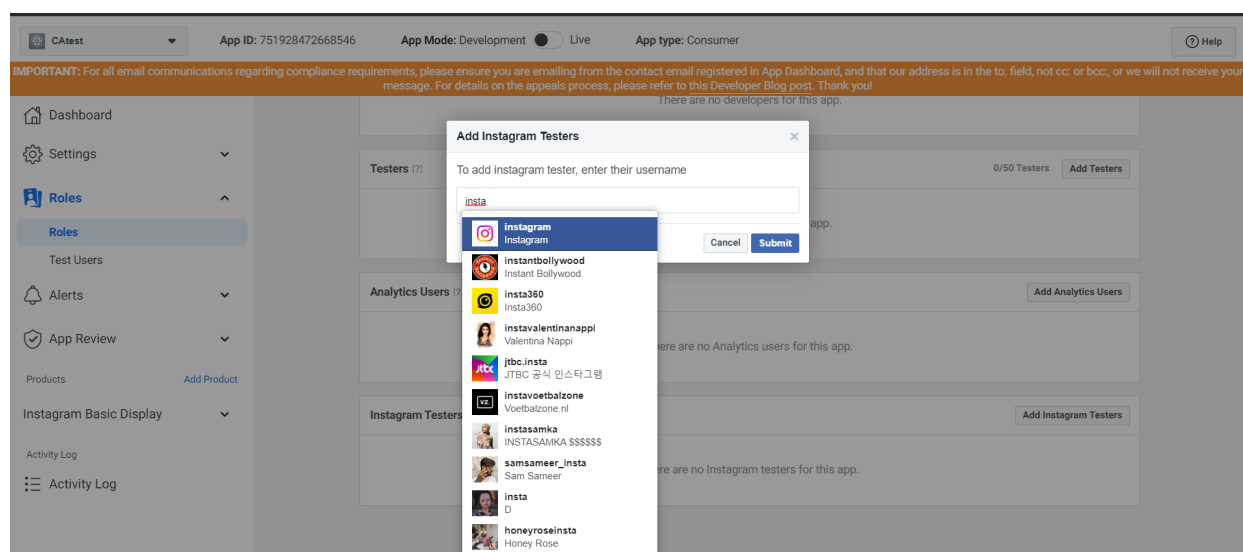 CAtest
App ID: 751928472668546
App Mode: Development
Live
App type: Consumer
Help
IMPORTANT: For all email communications regarding compliance requirements, please ensure you are emailing from the contact email registered in App Dashboard, and that our address is in the to: field, not cc: or bcc:, or we will not receive your
message. For details on the appeals process, please refer to this Developer Blog post. Thank you!
Dashboard
Settings
Roles
Roles
Test Users
Alerts
App Review
Products
Add Product
Instagram Basic Display
Activity Log
Activity Log
There are no developers for this app.
Testers [?]
0/50 Testers
Add Testers
app.
Analytics Users [?
Add Analytics Users
ere are no Analytics users for this app.
Instagram Testers
Add Instagram Testers
ere are no Instagram testers for this app.
Add Instagram Testers
To add instagram tester, enter their username
insta
Cancel
Submit
instagram
Instagram
instantbollywood
Instant Bollywood
insta360
Insta360
instavalentinanappi
Valentina Nappi
jtbc.insta
JTBC 공식 인스타그램
instavoetbalzone
Voetbalzone.nl
instasamka
INSTASAMKA $$$$$$
samsameer_insta
Sam Sameer
insta
D
honeyroseinsta
Honey Rose